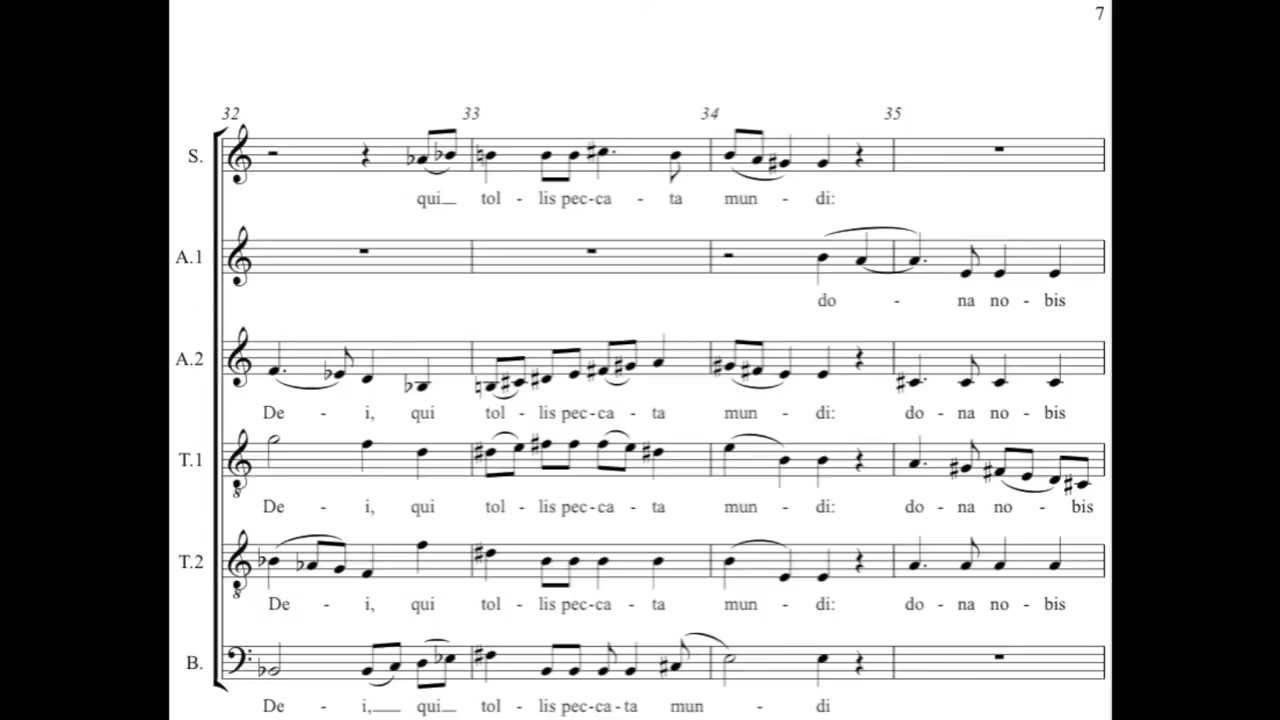 7
32 33 34 35
S.
qui tol - lis pec-ca - ta mun - di:
A.1
do - na no - bis
A.2
De - i, qui tol - lis pec-ca - ta mun - di: do - na no - bis
T.1
De - i, qui tol - lis pec-ca - ta mun - di: do - na no - bis
T.2
De - i, qui tol - lis pec-ca - ta mun - di: do - na no - bis
B.
De - i, qui tol - lis pec-ca-ta mun - di